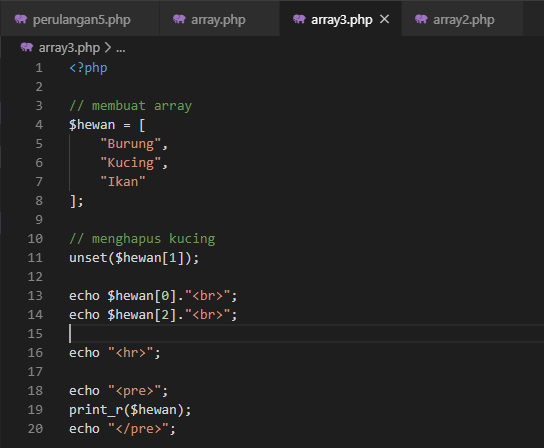 perulangan5.php array.php array3.php array2.php
array3.php > ...
1 <?php
2
3 // membuat array
4 $hewan = [
5     "Burung",
6     "Kucing",
7     "Ikan"
8 ];
9
10 // menghapus kucing
11 unset($hewan[1]);
12
13 echo $hewan[0]."<br>";
14 echo $hewan[2]."<br>";
15
16 echo "<hr>";
17
18 echo "<pre>";
19 print_r($hewan);
20 echo "</pre>";